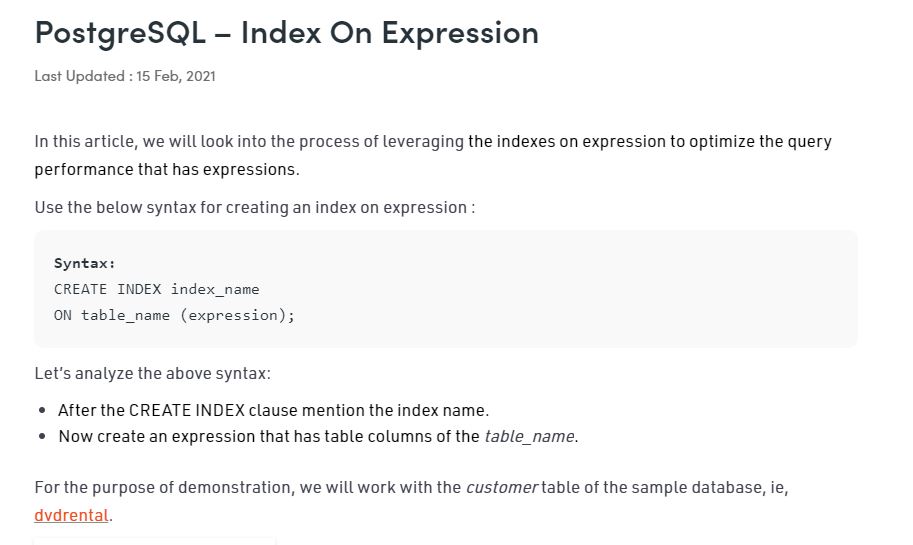 PostgreSQL – Index On Expression
Last Updated : 15 Feb, 2021
In this article, we will look into the process of leveraging the indexes on expression to optimize the query
performance that has expressions.
Use the below syntax for creating an index on expression :
Syntax:
CREATE INDEX index_name
ON table_name (expression);
Let's analyze the above syntax:
• After the CREATE INDEX clause mention the index name.
• Now create an expression that has table columns of the table_name.
For the purpose of demonstration, we will work with the customer table of the sample database, ie,
dvdrental.